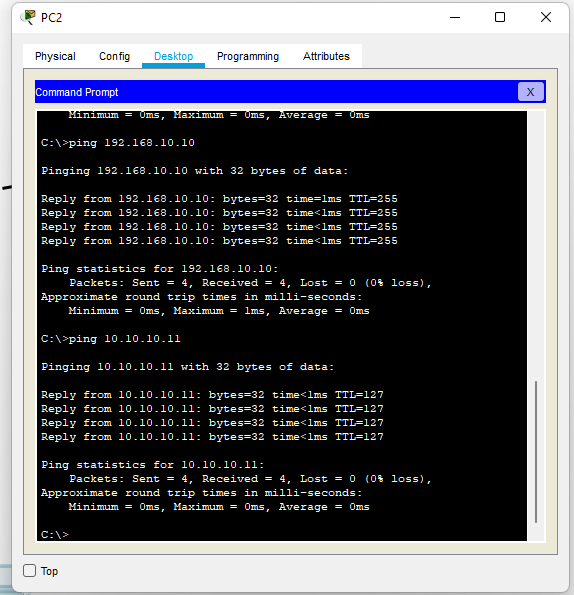 PC2
Physical Config Desktop Programming Attributes
Command Prompt X
Minimum = 0ms, Maximum = 0ms, Average = 0ms
C:\>ping 192.168.10.10
Pinging 192.168.10.10 with 32 bytes of data:
Reply from 192.168.10.10: bytes=32 time=1ms TTL=255
Reply from 192.168.10.10: bytes=32 time<1ms TTL=255
Reply from 192.168.10.10: bytes=32 time<1ms TTL=255
Reply from 192.168.10.10: bytes=32 time<1ms TTL=255
Ping statistics for 192.168.10.10:
Packets: Sent = 4, Received = 4, Lost = 0 (0% loss),
Approximate round trip times in milli-seconds:
Minimum = 0ms, Maximum = 1ms, Average = 0ms
C:\>ping 10.10.10.11
Pinging 10.10.10.11 with 32 bytes of data:
Reply from 10.10.10.11: bytes=32 time<1ms TTL=127
Reply from 10.10.10.11: bytes=32 time<1ms TTL=127
Reply from 10.10.10.11: bytes=32 time<1ms TTL=127
Reply from 10.10.10.11: bytes=32 time<1ms TTL=127
Ping statistics for 10.10.10.11:
Packets: Sent = 4, Received = 4, Lost = 0 (0% loss),
Approximate round trip times in milli-seconds:
Minimum = 0ms, Maximum = 0ms, Average = 0ms
C:\>
Top